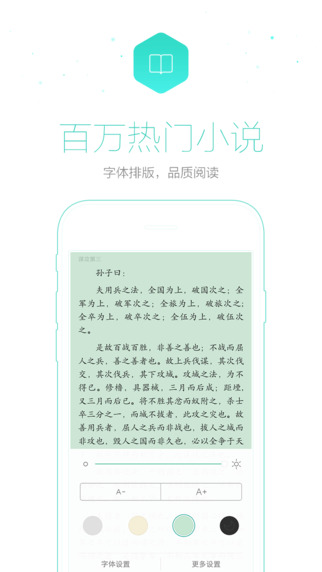 百万热门小说
字体排版，品质阅读
谋攻第三
孙子曰：
夫用兵之法，全国为上，破国次之；全
军为上，破军次之；全旅为上，破旅次之；
全卒为上，破卒次之；全伍为上，破伍次
之。
是故百战百胜，非善之善也；不战而屈
人之兵，善之善者也。故上兵伐谋，其次伐
交，其次伐兵，其下攻城。攻城之法，为不
得已。修橹，具器械，三月而后成；距堙，
又三月而后已。将不胜其忿而蚁附之，杀士
卒三分之一，而城不拔者，此攻之灾也。故
善用兵者，屈人之兵而非战也，拔人之城而
非攻也，毁人之国而非久也，必以全争于天
A- A+
字体设置 更多设置